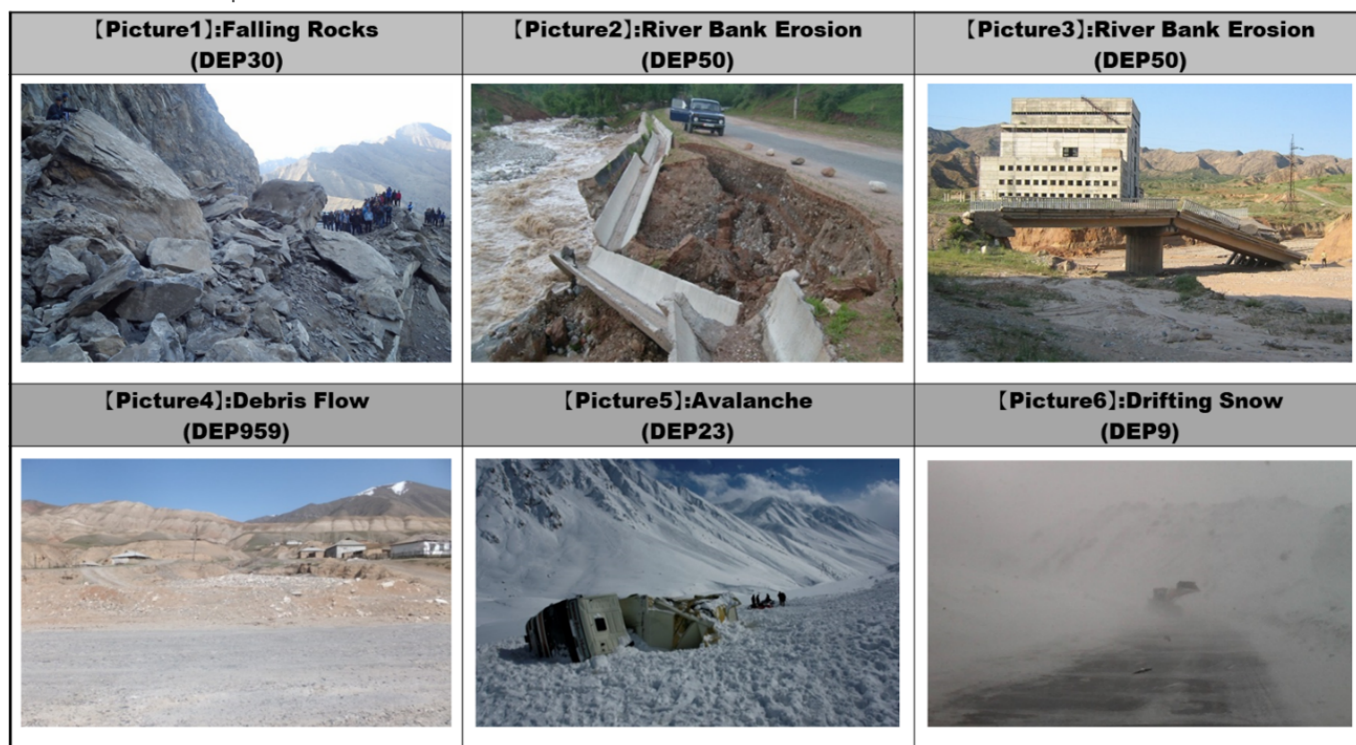 【Picture1】:Falling Rocks
(DEP30)
【Picture2】:River Bank Erosion
(DEP50)
【Picture3】:River Bank Erosion
(DEP50)
【Picture4】:Debris Flow
(DEP959)
【Picture5】:Avalanche
(DEP23)
【Picture6】:Drifting Snow
(DEP9)